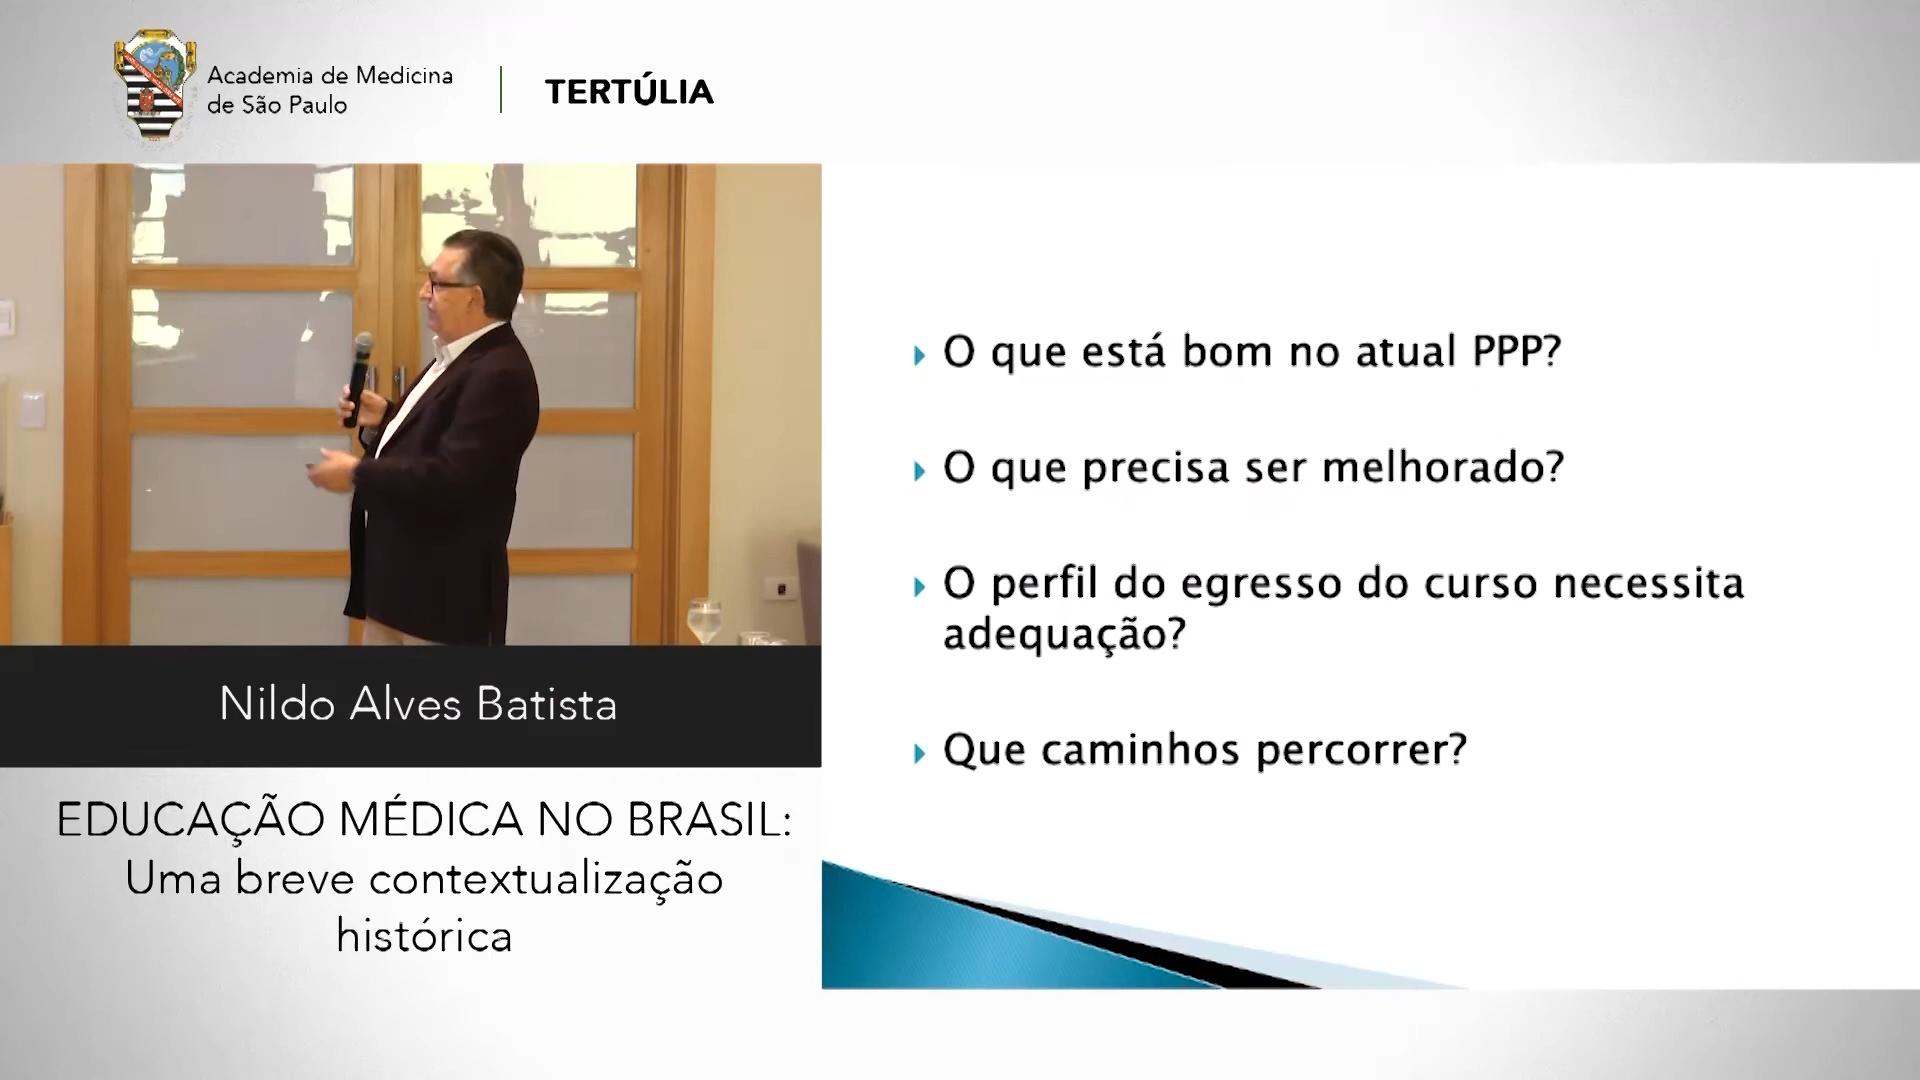 Academia de Medicina
de São Paulo
TERTÚLIA
O que está bom no atual PPP?
O que precisa ser melhorado?
O perfil do egresso do curso necessita
adequação?
Que caminhos percorrer?
Nildo Alves Batista
EDUCAÇÃO MÉDICA NO BRASIL:
Uma breve contextualização
histórica